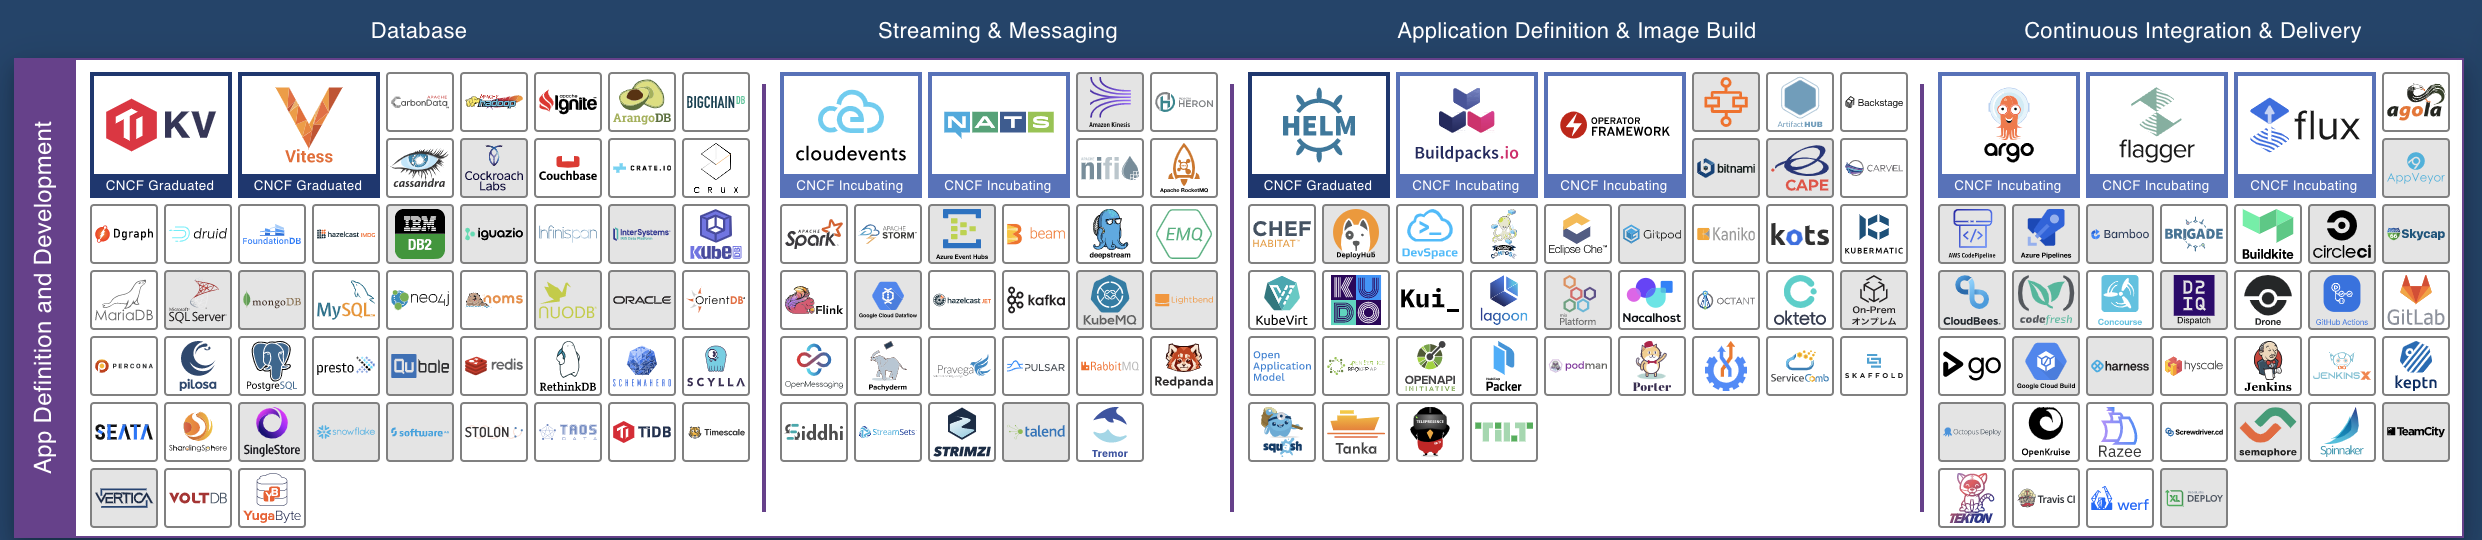 Database
Streaming & Messaging
Application Definition & Image Build
Continuous Integration & Delivery
App Definition and Development
TiKV
CNCF Graduated
Vitess
CNCF Graduated
APACHE CarbonData
APACHE hadoop
apache Ignite
ArangoDB
BIGCHAINDB
cassandra
Cockroach Labs
Couchbase
CRATE.IO
CRUX
Dgraph
druid
FoundationDB
hazelcast IMDG
IBM DB2
iguazio
Infinispan
InterSystems
KUbeDB
MariaDB
Microsoft SQL Server
mongoDB
MySQL
neo4j
noms
NUODB
ORACLE
OrientDB
PERCONA
pilosa
PostgreSQL
presto
Qubole
redis
RethinkDB
SCHEMAHERO
SCYLLA
SEATA
ShardingSphere
SingleStore
snowflake
software
STOLON
TAOS DATA
TiDB
Timescale
VERTICA
VOLTDB
YugaByte
cloudevents
CNCF Incubating
NATS
CNCF Incubating
Amazon Kinesis
HERON
nifi
Apache RocketMQ
APACHE Spark
APACHE STORM
Azure Event Hubs
beam
deepstream
EMQ
Flink
Google Cloud Dataflow
hazelcast JET
kafka
KubeMQ
Lightbend
OpenMessaging
Pachyderm
Pravega
PULSAR
RabbitMQ
Redpanda
Siddhi
StreamSets
STRIMZI
talend
Tremor
HELM
CNCF Graduated
Buildpacks.io
CNCF Incubating
OPERATOR FRAMEWORK
CNCF Incubating
Artifact HUB
Backstage
bitnami
CAPE
CARVEL
CHEF HABITAT
DeployHub
DevSpace
Eclipse Che
Gitpod
Kaniko
kots
KUBERMATIC
KubeVirt
KUDO
Kui_
lagoon
Platform
Nocalhost
OCTANT
okteto
On-Prem
オンプレム
Open Application Model
OPENAPI INITIATIVE
Packer
podman
Porter
ServiceComb
SKAFFOLD
squash
Tanka
TELEPRESENCE
TILT
argo
CNCF Incubating
flagger
CNCF Incubating
flux
CNCF Incubating
agola
AppVeyor
AWS CodePipeline
Azure Pipelines
Bamboo
BRIGADE
Buildkite
circleci
Skycap
CloudBees.
codefresh
Concourse
D2IQ
Dispatch
Drone
GitHub Actions
GitLab
go
Google Cloud Build
harness
hyscale
Jenkins
JENKINS X
keptn
Octopus Deploy
OpenKruise
Razee
Screwdriver.cd
semaphore
Spinnaker
TeamCity
TEKTON
Travis CI
werf
XL DEPLOY